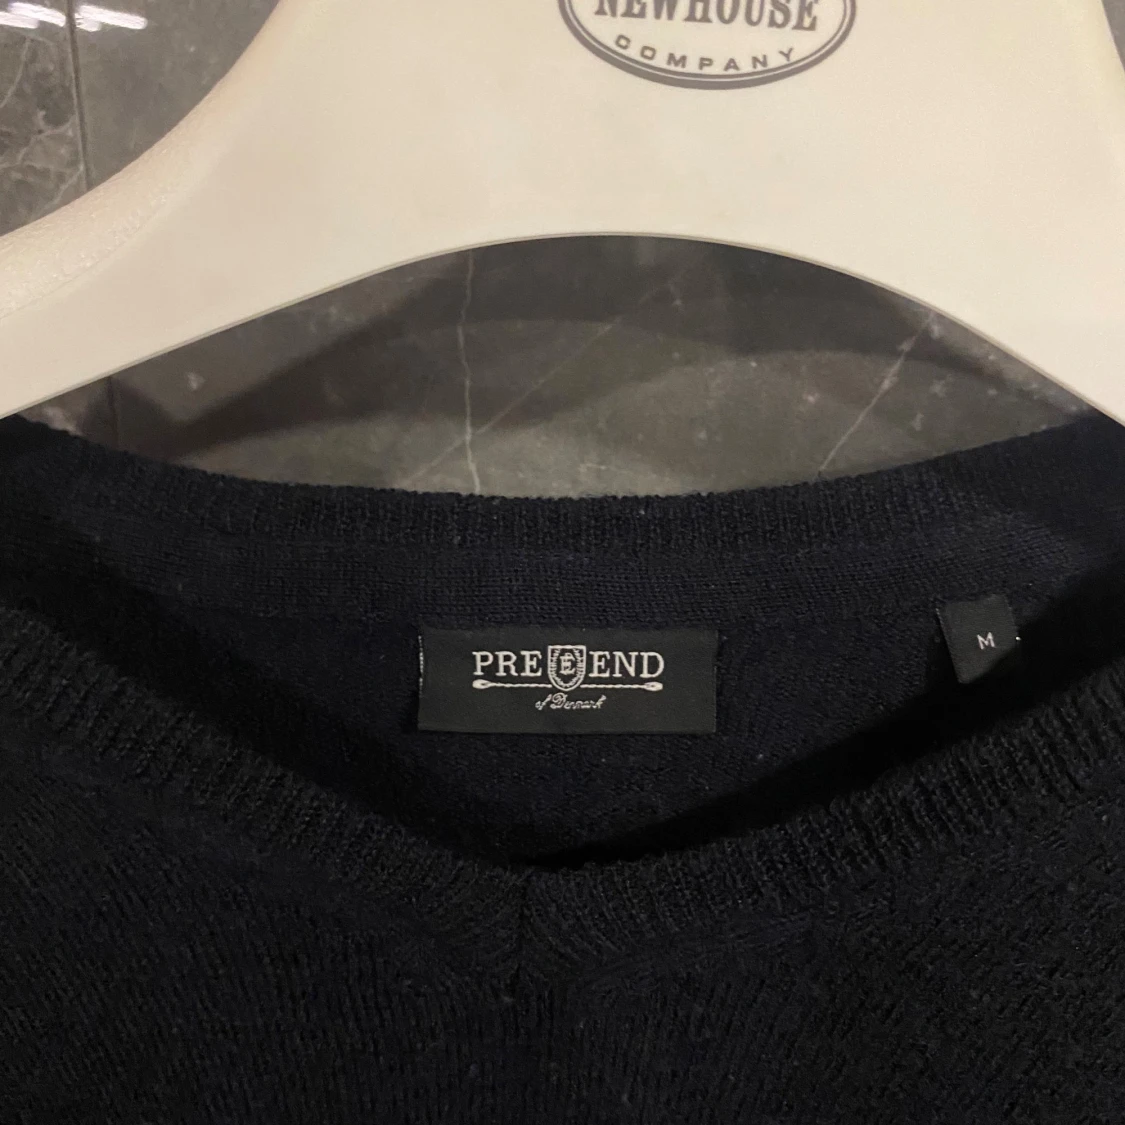 NEWHOUSE
COMPANY
PRE END
of Denmark
M